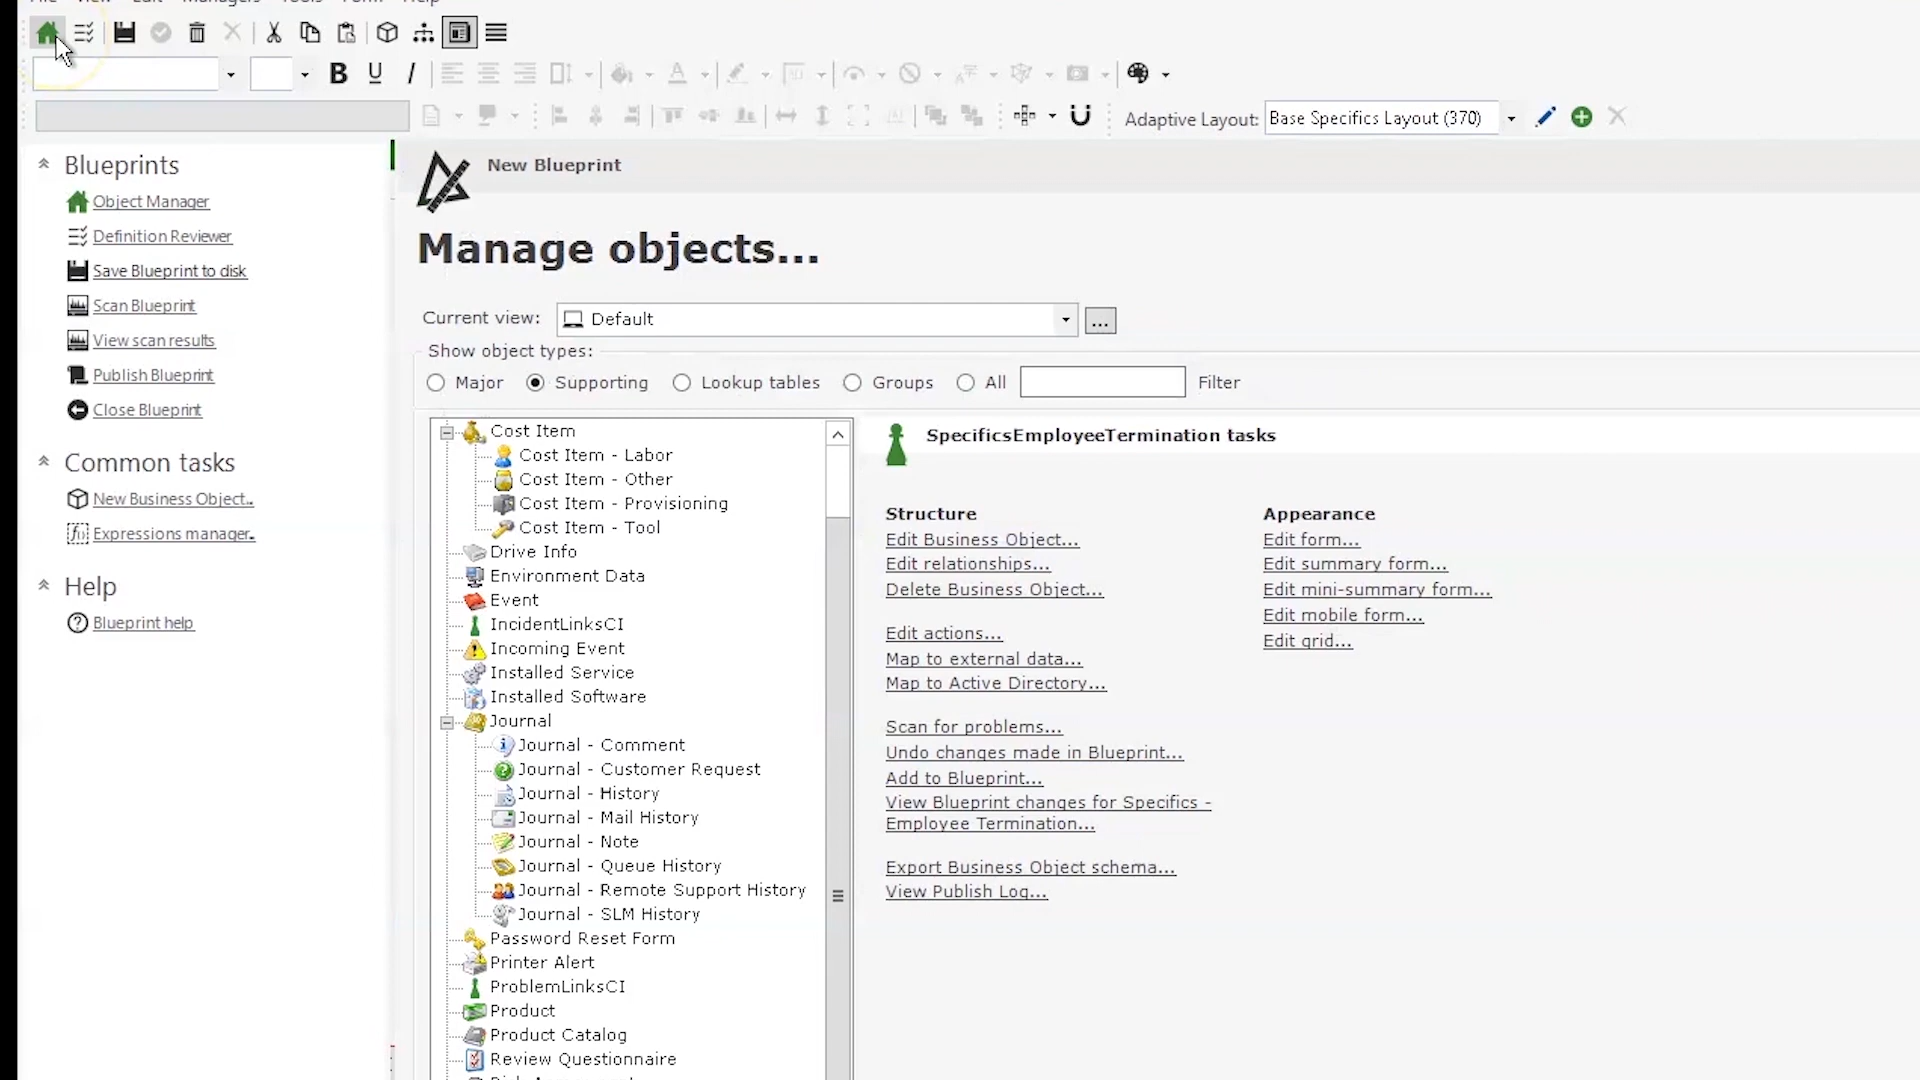 File View Edit Managers Tools Form Help
B U I
Adaptive Layout: Base Specifics Layout (370)
Blueprints
Object Manager
Definition Reviewer
Save Blueprint to disk
Scan Blueprint
View scan results
Publish Blueprint
Close Blueprint
Common tasks
New Business Object...
Expressions manager...
Help
Blueprint help
New Blueprint
Manage objects...
Current view: Default ...
Show object types:
Major Supporting Lookup tables Groups All Filter
Cost Item
Cost Item - Labor
Cost Item - Other
Cost Item - Provisioning
Cost Item - Tool
Drive Info
Environment Data
Event
IncidentLinksCI
Incoming Event
Installed Service
Installed Software
Journal
Journal - Comment
Journal - Customer Request
Journal - History
Journal - Mail History
Journal - Note
Journal - Queue History
Journal - Remote Support History
Journal - SLM History
Password Reset Form
Printer Alert
ProblemLinksCI
Product
Product Catalog
Review Questionnaire
SpecificsEmployeeTermination tasks
Structure
Edit Business Object...
Edit relationships...
Delete Business Object...
Edit actions...
Map to external data...
Map to Active Directory...
Scan for problems...
Undo changes made in Blueprint...
Add to Blueprint...
View Blueprint changes for Specifics -
Employee Termination...
Export Business Object schema...
View Publish Log...
Appearance
Edit form...
Edit summary form...
Edit mini-summary form...
Edit mobile form...
Edit grid...